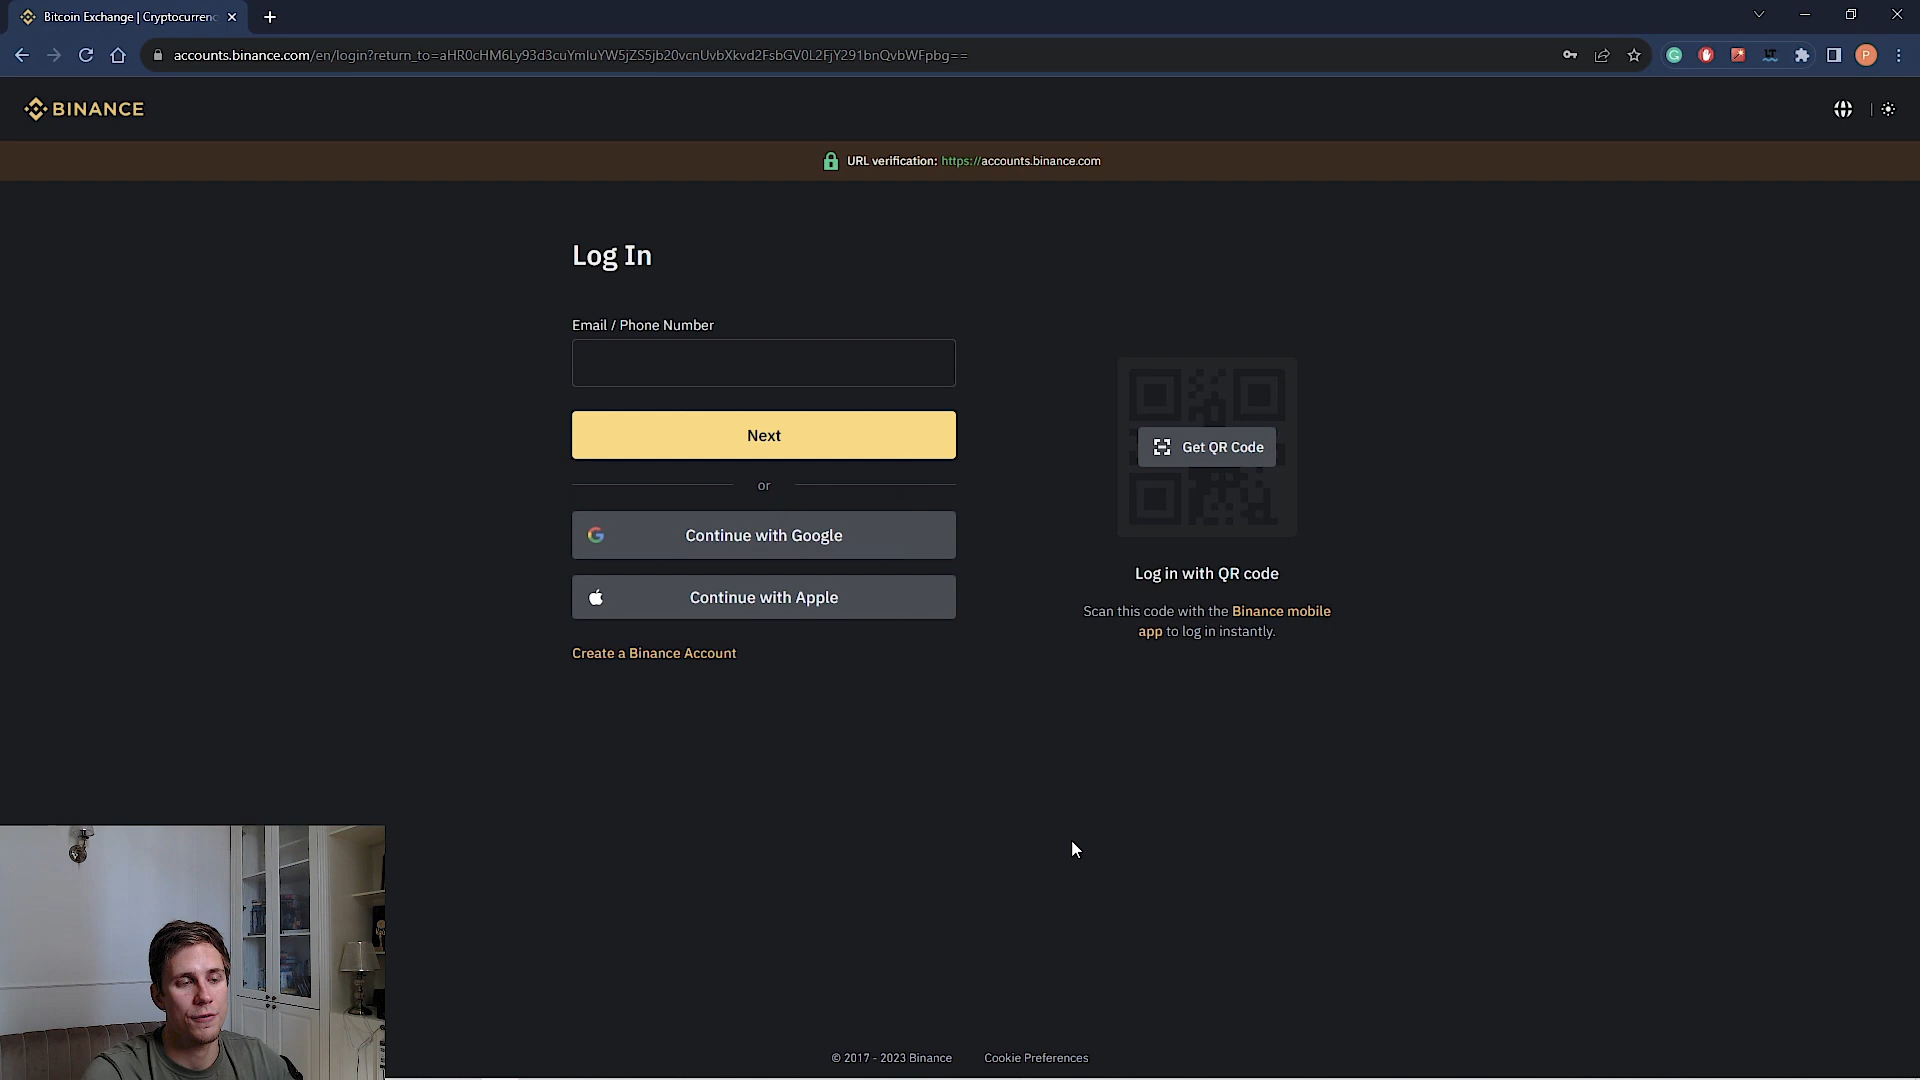 Bitcoin Exchange | Cryptocurrenc
accounts.binance.com/en/login?return_to=aHR0cHM6Ly93d3cuYmluYW5jZS5jb20vcnUvbXkvd2FsbGV0L2FjY291bnQvbWFpbg==
P
BINANCE
URL verification: https://accounts.binance.com
Log In
Email / Phone Number
Next
or
Continue with Google
Continue with Apple
Create a Binance Account
Get QR Code
Log in with QR code
Scan this code with the Binance mobile
app to log in instantly.
© 2017 - 2023 Binance
Cookie Preferences